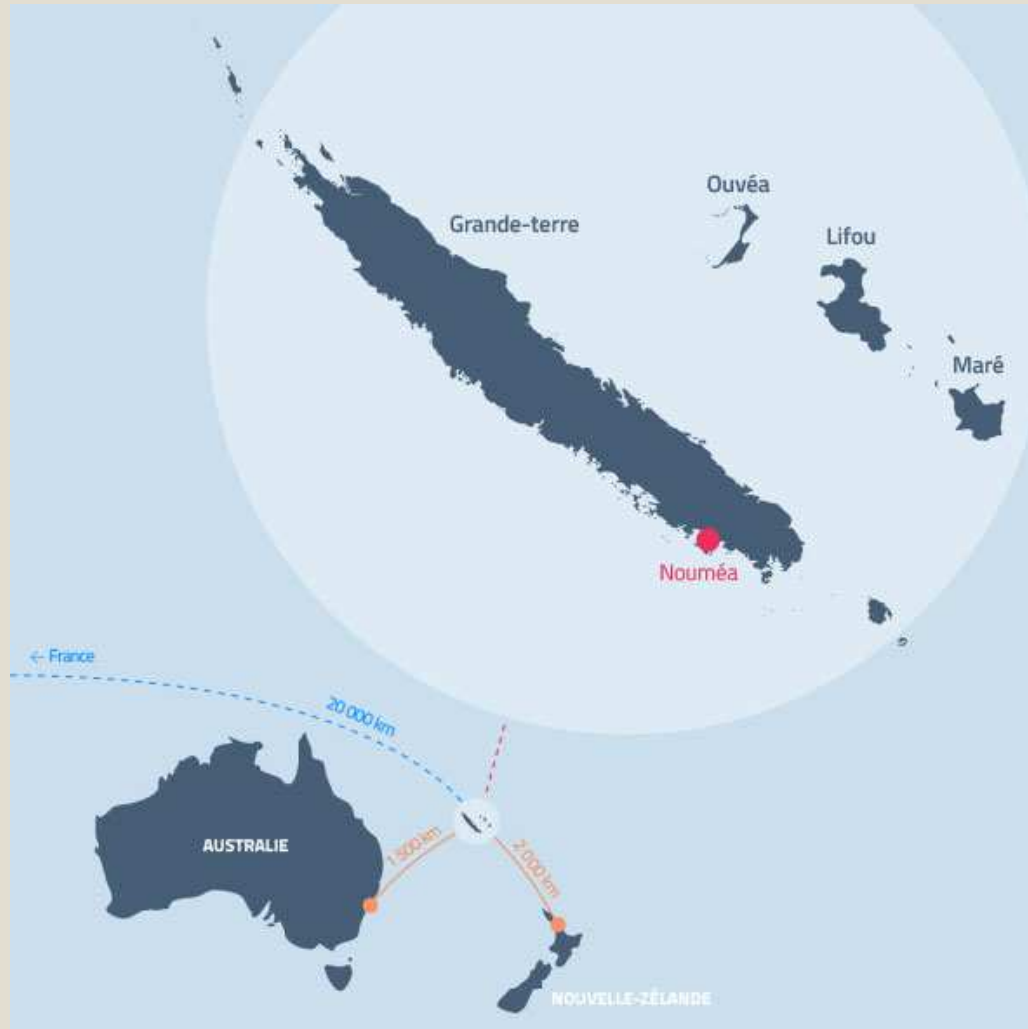 Ouvéa
Grande-terre
Lifou
Maré
Nouméa
← France
20 000 km
AUSTRALIE
1 500 km
2 000 km
NOUVELLE-ZÉLANDE